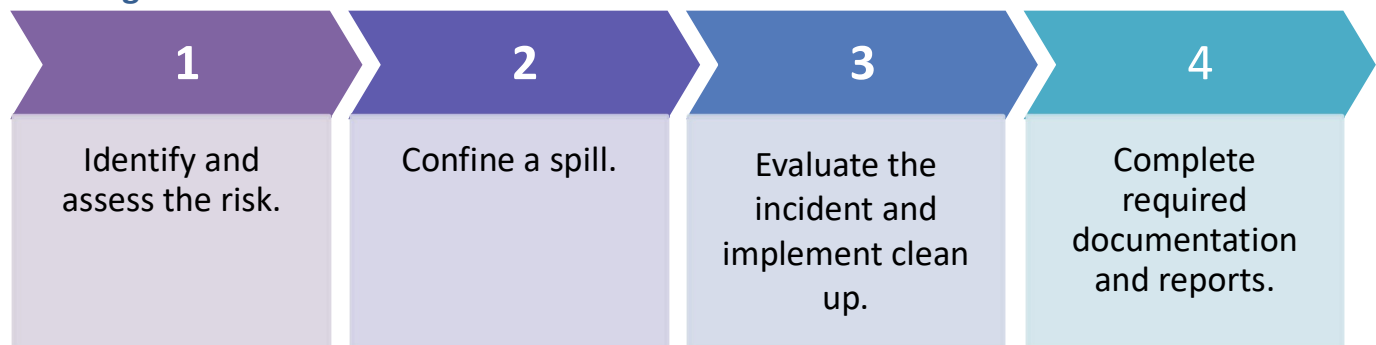 1
Identify and
assess the risk.
2
Confine a spill.
3
Evaluate the
incident and
implement clean
up.
4
Complete
required
documentation
and reports.